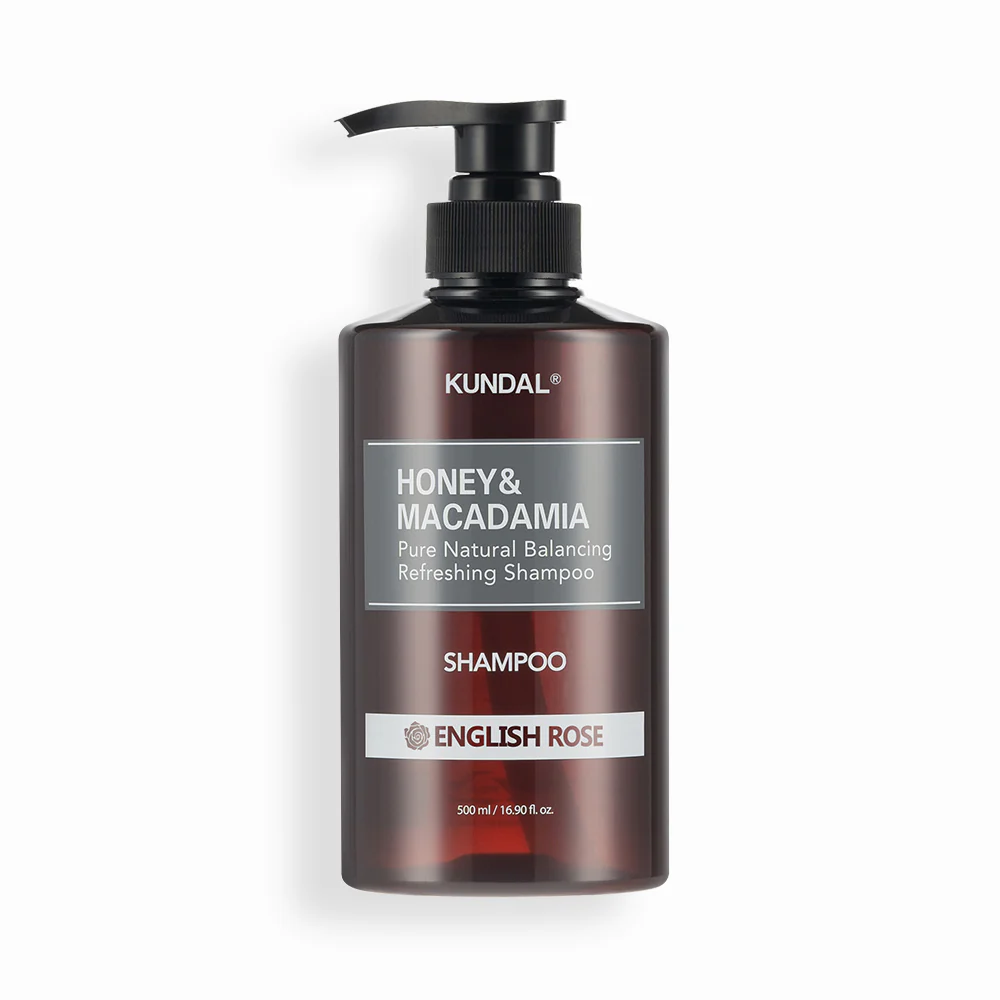 KUNDAL®
HONEY&
MACADAMIA
Pure Natural Balancing
Refreshing Shampoo
SHAMPOO
ENGLISH ROSE
500 ml / 16.90 fl. oz.